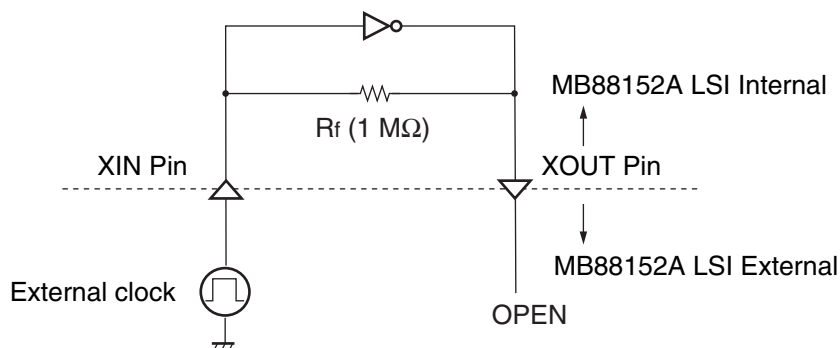 MB88152A LSI Internal
Rf (1 MΩ)
XIN Pin
XOUT Pin
MB88152A LSI External
External clock
OPEN